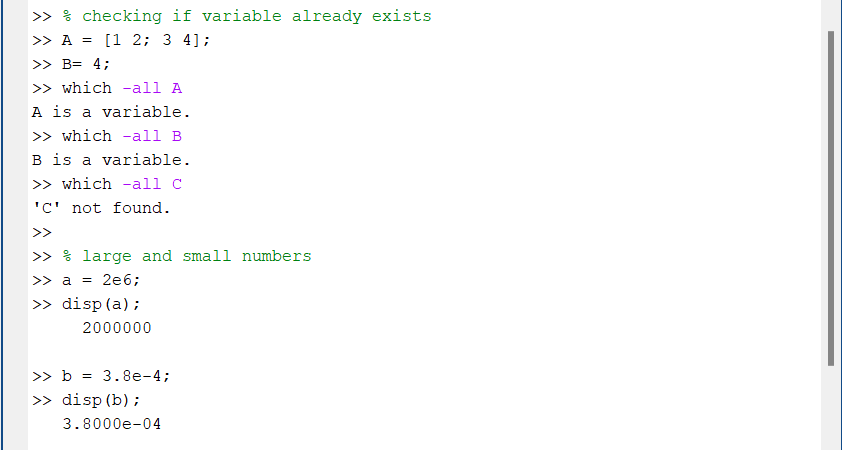 >> % checking if variable already exists
>> A = [1 2; 3 4];
>> B= 4;
>> which -all A
A is a variable.
>> which -all B
B is a variable.
>> which -all C
'C' not found.
>>
>> % large and small numbers
>> a = 2e6;
>> disp(a);
     2000000
>> b = 3.8e-4;
>> disp(b);
   3.8000e-04